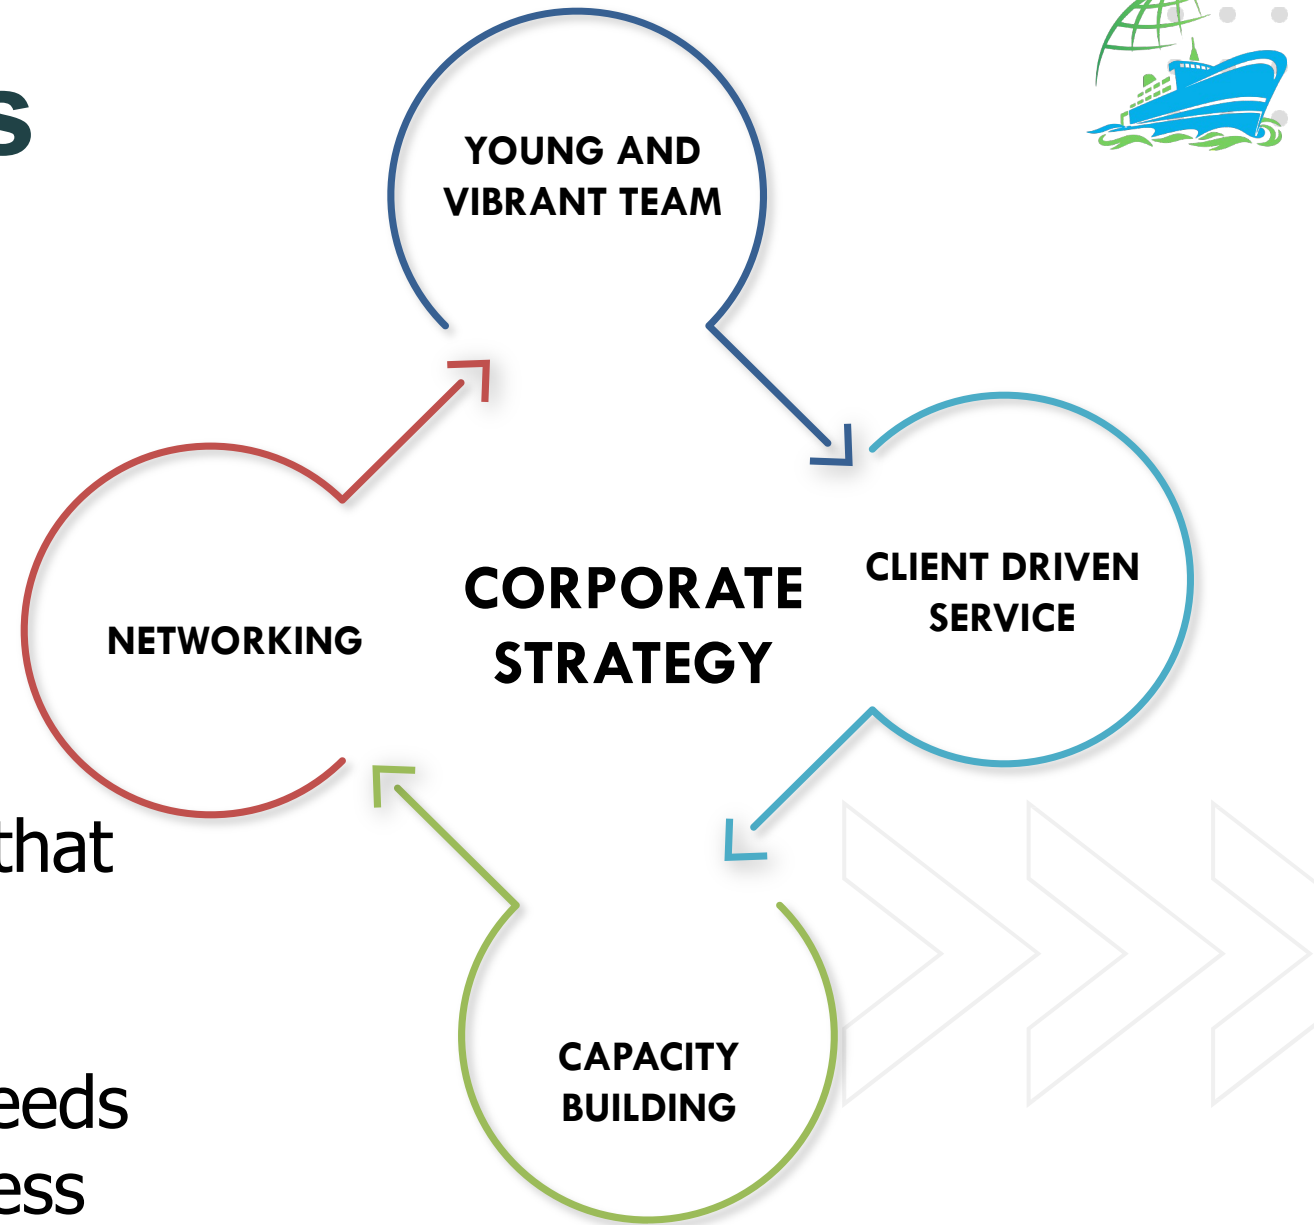 s
YOUNG AND
VIBRANT TEAM
CLIENT DRIVEN
SERVICE
CORPORATE
STRATEGY
NETWORKING
that
eeds
ess
CAPACITY
BUILDING